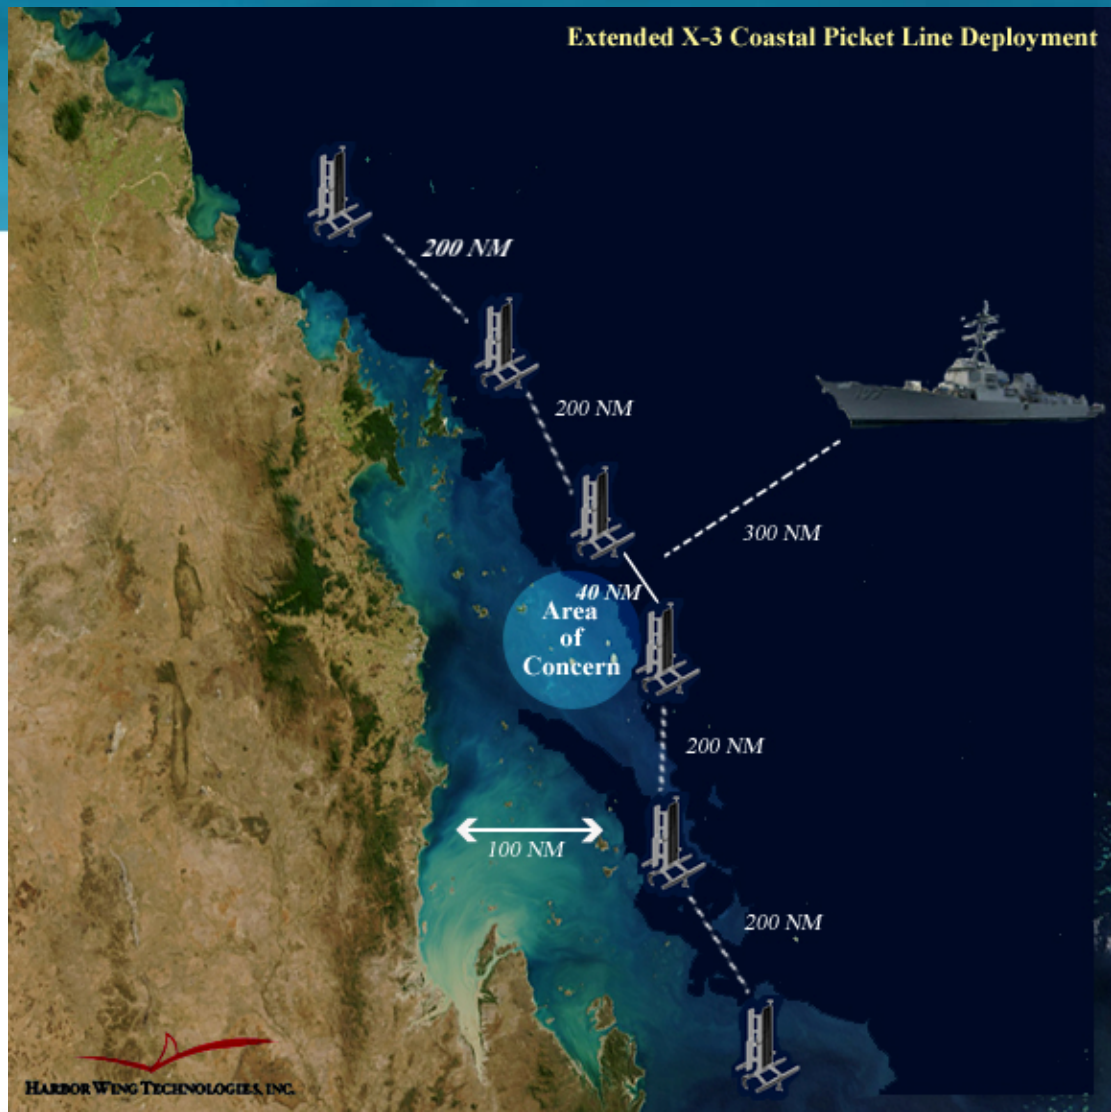 Extended X-3 Coastal Picket Line Deployment
200 NM
200 NM
300 NM
40 NM
Area
of
Concern
200 NM
100 NM
200 NM
HARBOR WING TECHNOLOGIES, INC.